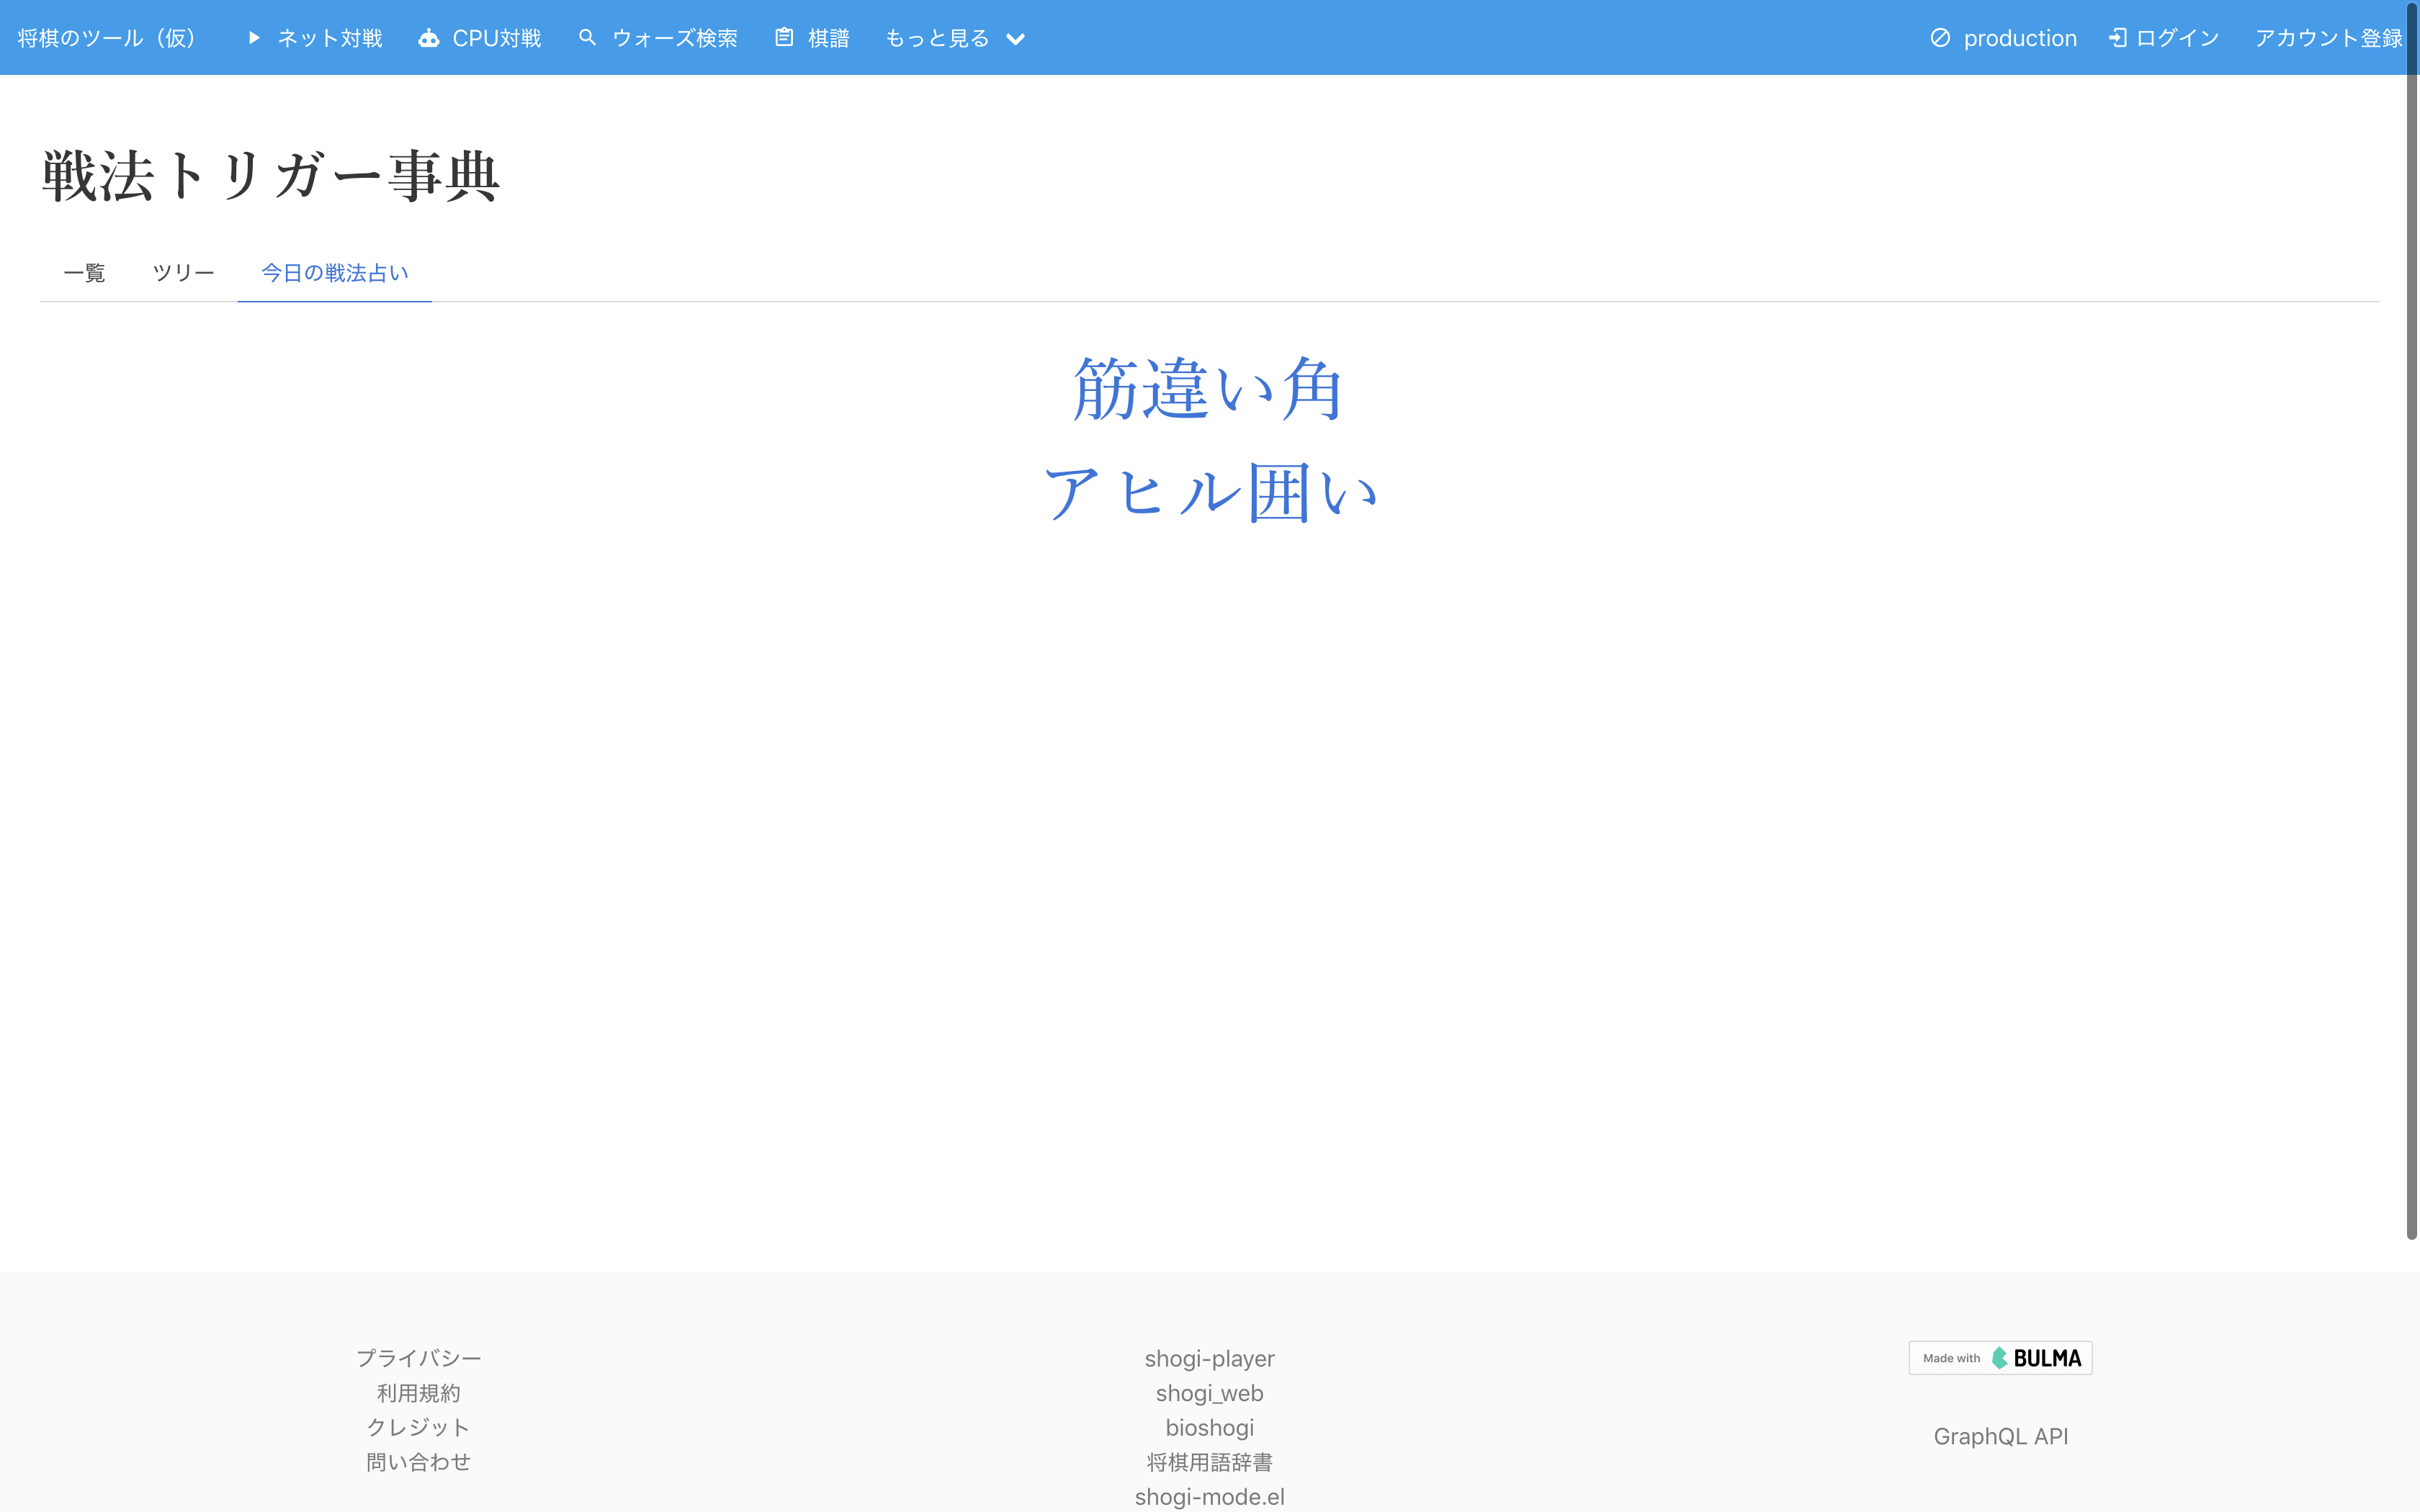 将棋のツール（仮） ネット対戦 CPU対戦 ウォーズ検索 棋譜 もっと見る production ログイン アカウント登録
戦法トリガー事典
一覧 ツリー 今日の戦法占い
筋違い角
アヒル囲い
プライバシー
利用規約
クレジット
問い合わせ
shogi-player
shogi_web
bioshogi
将棋用語辞書
shogi-mode.el
Made with BULMA
GraphQL API